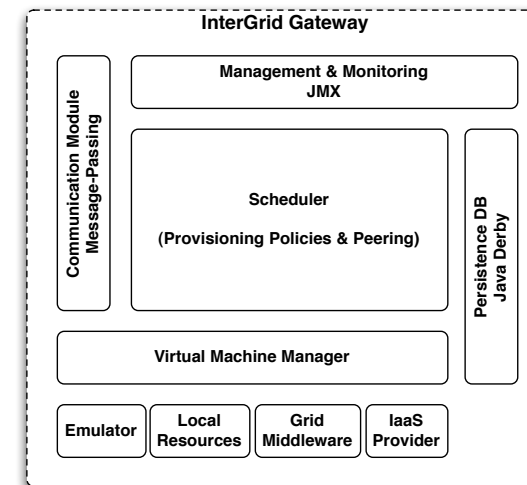 InterGrid Gateway
Management & Monitoring
JMX
Communication Module
Message-Passing
Scheduler
(Provisioning Policies & Peering)
Persistence DB
Java Derby
Virtual Machine Manager
Emulator
Local
Resources
Grid
Middleware
IaaS
Provider